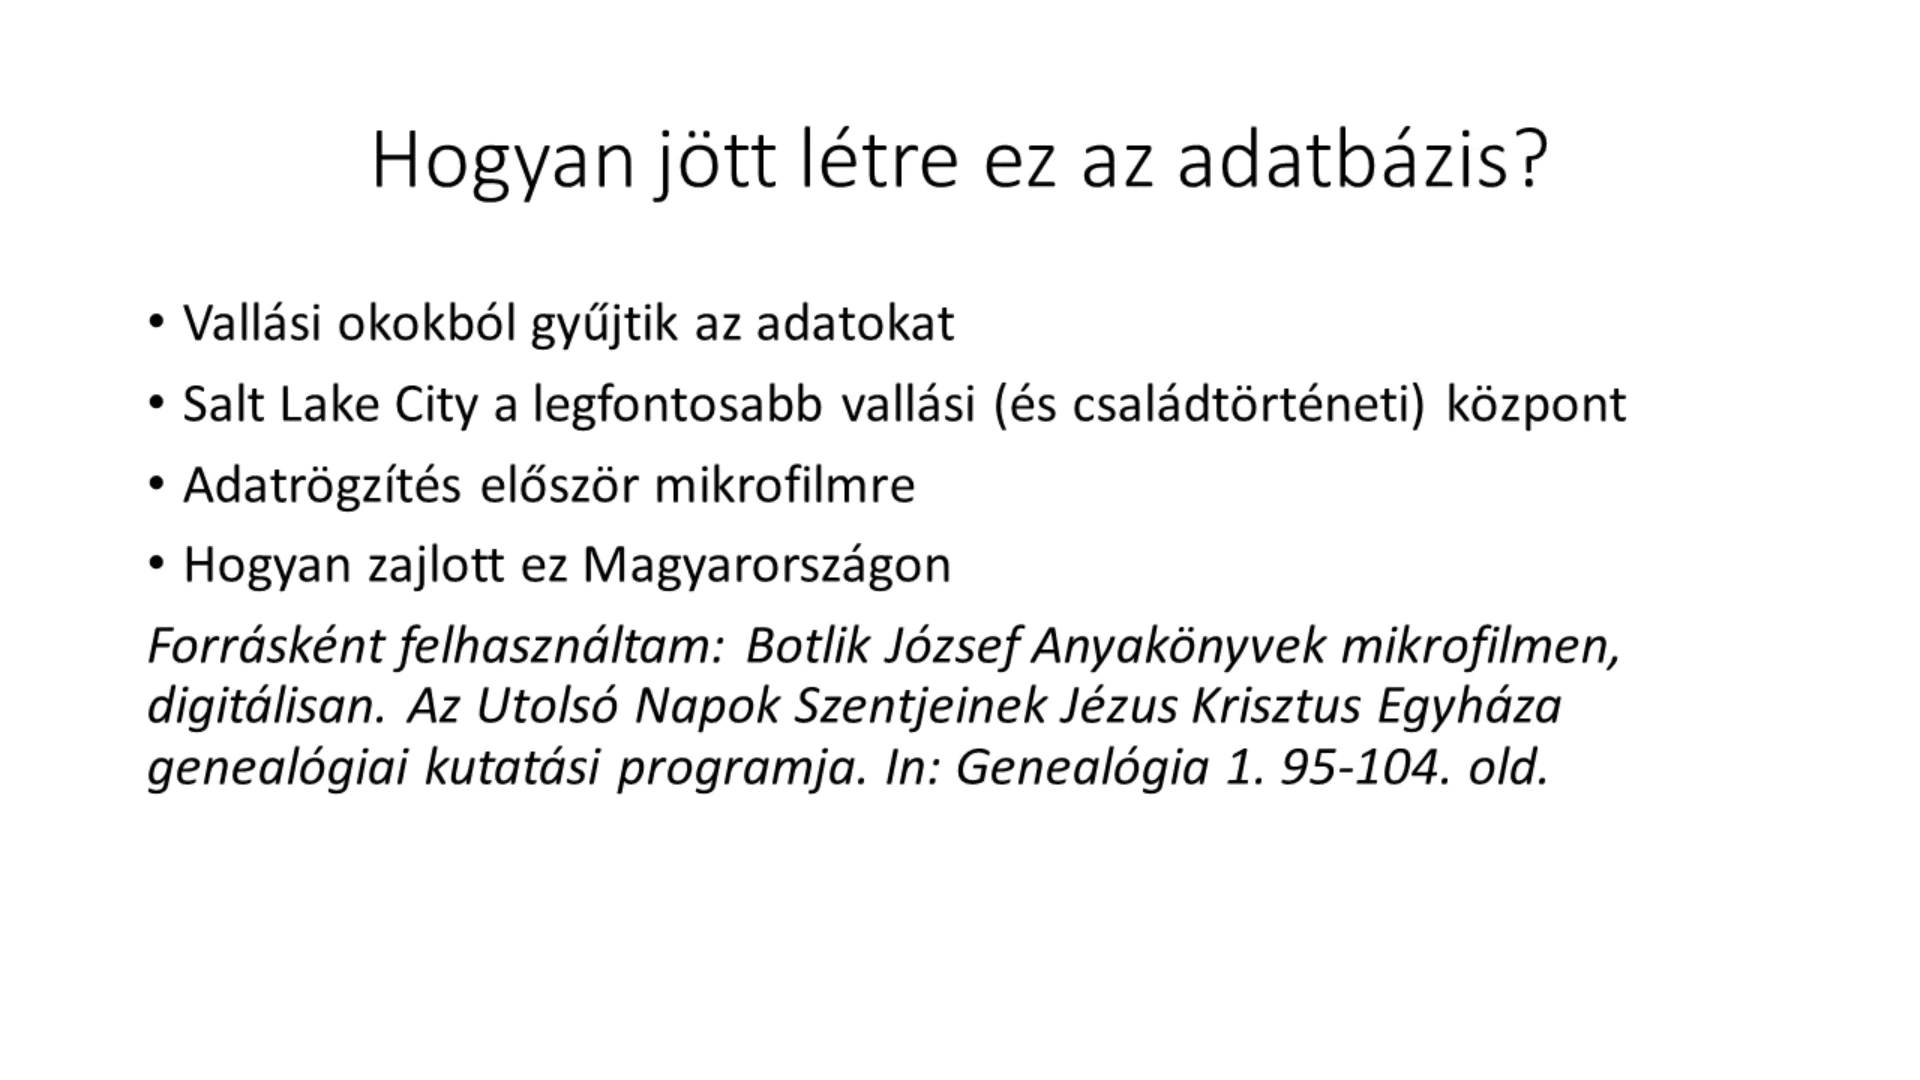 Hogyan jött létre ez az adatbázis?
• Vallási okokból gyűjtik az adatokat
• Salt Lake City a legfontosabb vallási (és családtörténeti) központ
• Adatrögzítés először mikrofilmre
• Hogyan zajlott ez Magyarországon
Forrásként felhasználtam: Botlik József Anyakönyvek mikrofilmen,
digitálisan. Az Utolsó Napok Szentjeinek Jézus Krisztus Egyháza
genealógiai kutatási programja. In: Genealógia 1. 95-104. old.